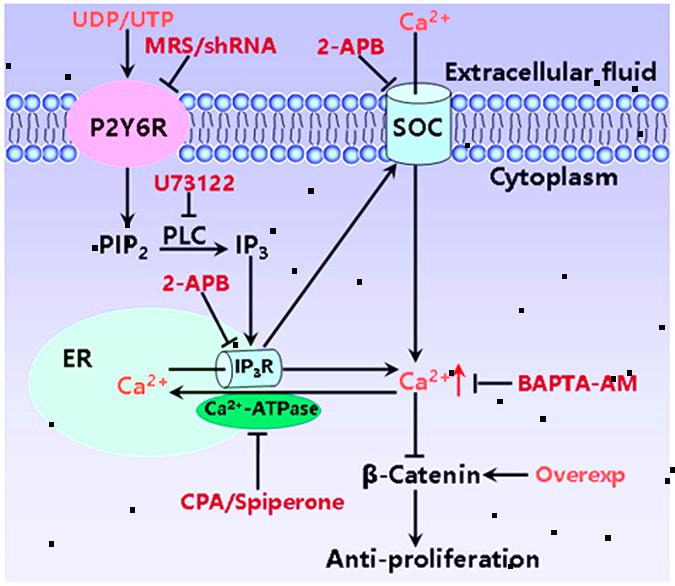 UDP/UTP
MRS/shRNA
2-APB
Ca²⁺
Extracellular fluid
P2Y6R
SOC
Cytoplasm
U73122
PIP₂
PLC
IP₃
2-APB
ER
IP₃R
Ca²⁺
Ca²⁺
BAPTA-AM
Ca²⁺-ATPase
CPA/Spiperone
β-Catenin
Overexp
Anti-proliferation